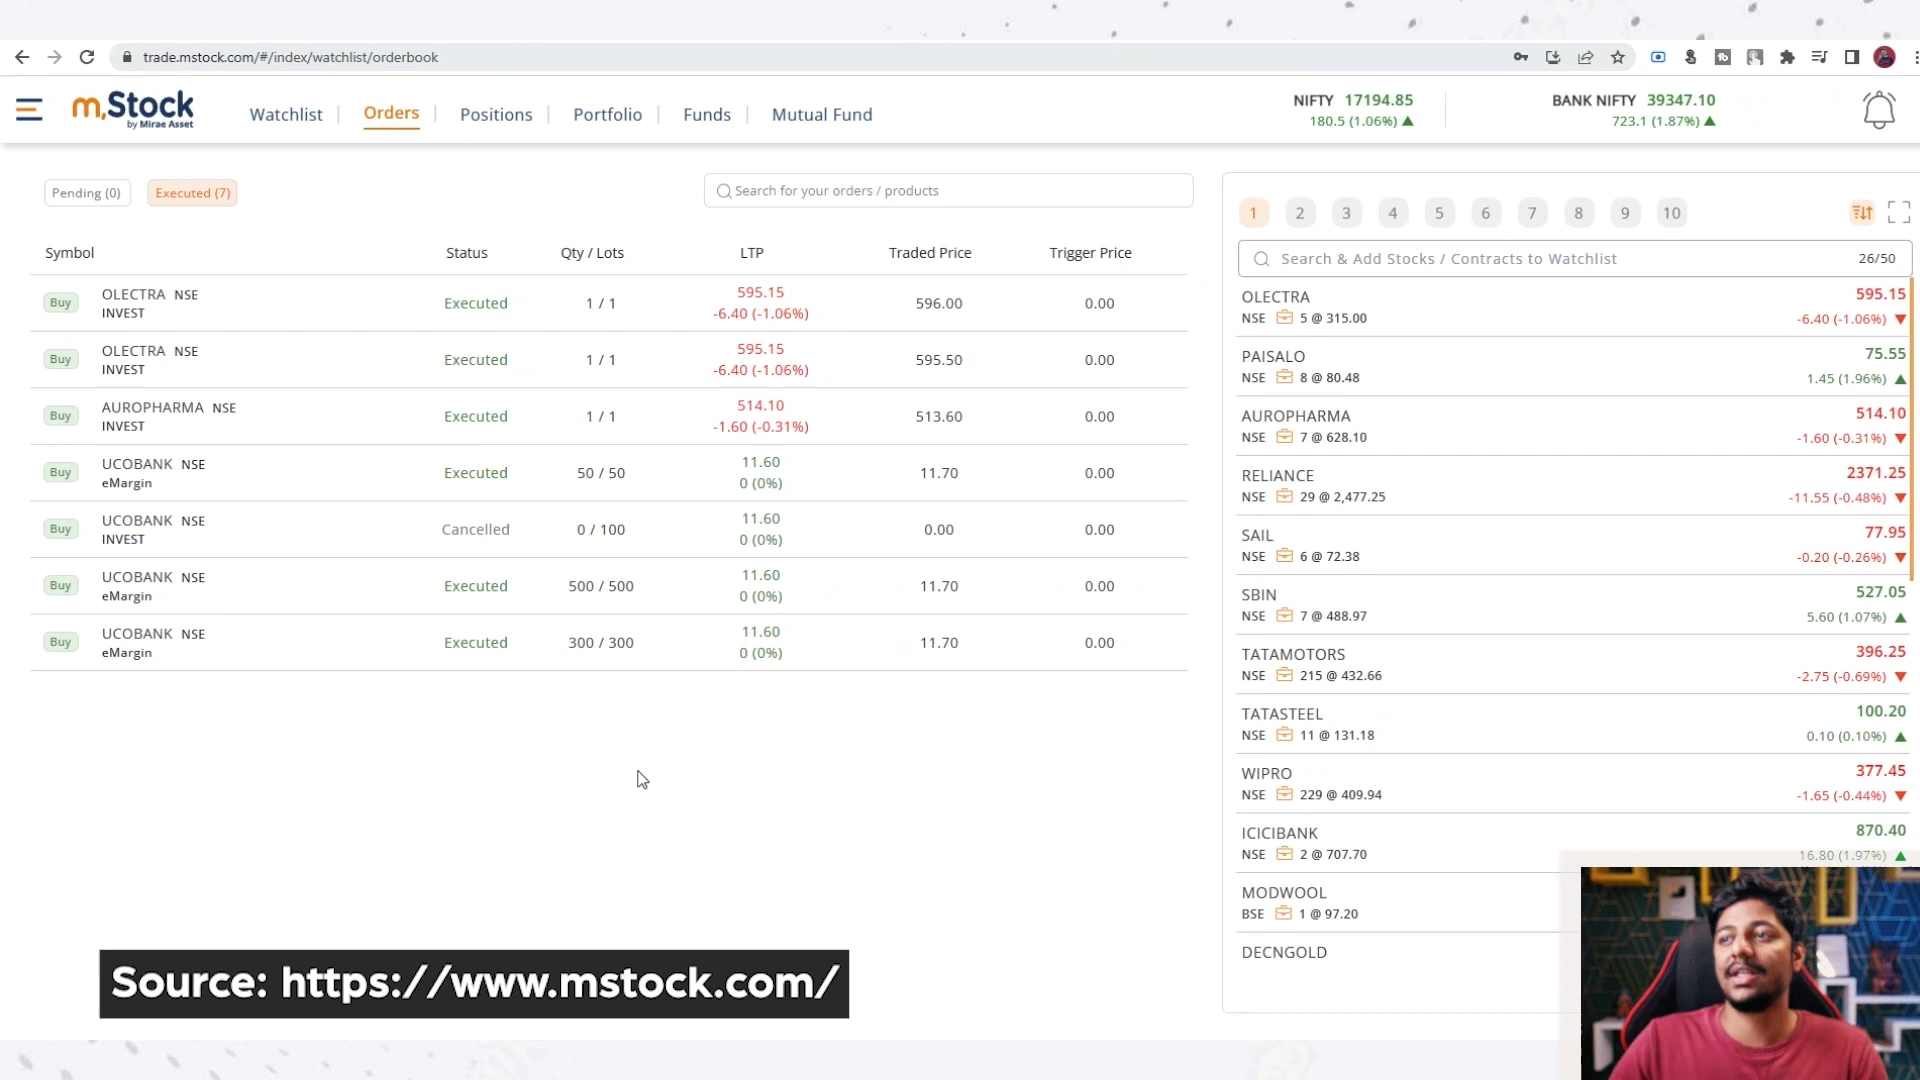 trade.mstock.com/#/index/watchlist/orderbook
m.Stock
by Mirae Asset
Watchlist | Orders | Positions | Portfolio | Funds | Mutual Fund
NIFTY 17194.85
180.5 (1.06%)
BANK NIFTY 39347.10
723.1 (1.87%)
Pending (0) Executed (7)
Search for your orders / products
Symbol Status Qty / Lots LTP Traded Price Trigger Price
Buy OLECTRA NSE Executed 1 / 1 595.15 596.00 0.00
INVEST -6.40 (-1.06%)
Buy OLECTRA NSE Executed 1 / 1 595.15 595.50 0.00
INVEST -6.40 (-1.06%)
Buy AUROPHARMA NSE Executed 1 / 1 514.10 513.60 0.00
INVEST -1.60 (-0.31%)
Buy UCOBANK NSE Executed 50 / 50 11.60 11.70 0.00
eMargin 0 (0%)
Buy UCOBANK NSE Cancelled 0 / 100 11.60 0.00 0.00
INVEST 0 (0%)
Buy UCOBANK NSE Executed 500 / 500 11.60 11.70 0.00
eMargin 0 (0%)
Buy UCOBANK NSE Executed 300 / 300 11.60 11.70 0.00
eMargin 0 (0%)
1 2 3 4 5 6 7 8 9 10
Search & Add Stocks / Contracts to Watchlist 26/50
OLECTRA 595.15
NSE 5 @ 315.00 -6.40 (-1.06%)
PAISALO 75.55
NSE 8 @ 80.48 1.45 (1.96%)
AUROPHARMA 514.10
NSE 7 @ 628.10 -1.60 (-0.31%)
RELIANCE 2371.25
NSE 29 @ 2,477.25 -11.55 (-0.48%)
SAIL 77.95
NSE 6 @ 72.38 -0.20 (-0.26%)
SBIN 527.05
NSE 7 @ 488.97 5.60 (1.07%)
TATAMOTORS 396.25
NSE 215 @ 432.66 -2.75 (-0.69%)
TATASTEEL 100.20
NSE 11 @ 131.18 0.10 (0.10%)
WIPRO 377.45
NSE 229 @ 409.94 -1.65 (-0.44%)
ICICIBANK 870.40
NSE 2 @ 707.70 16.80 (1.97%)
MODWOOL
BSE 1 @ 97.20
DECNGOLD
Source: https://www.mstock.com/